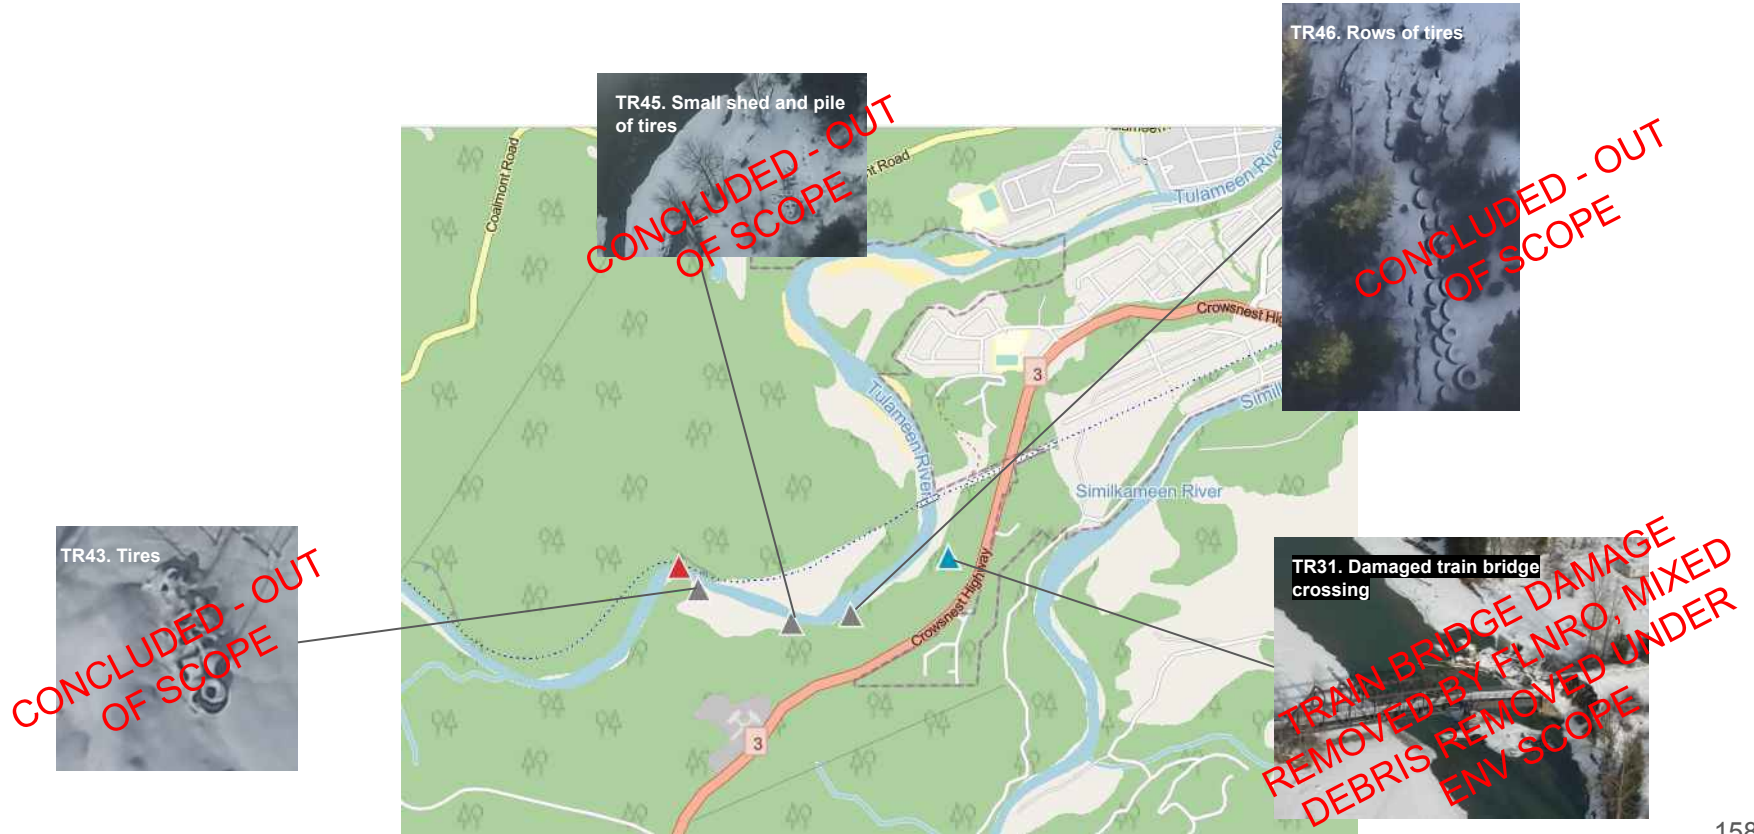 TR46. Rows of tires
CONCLUDED - OUT
OF SCOPE
TR45. Small shed and pile
of tires
CONCLUDED - OUT
OF SCOPE
Coalmont Road
Road
Tulameen River
Crowsnest
3
Tulameen River
Similkameen River
TR43. Tires
CONCLUDED - OUT
OF SCOPE
Crowsnest Highway
3
TR31. Damaged train bridge
crossing
TRAIN BRIDGE DAMAGE
REMOVED BY FLNRO, MIXED
DEBRIS REMOVED UNDER
ENV SCOPE
158